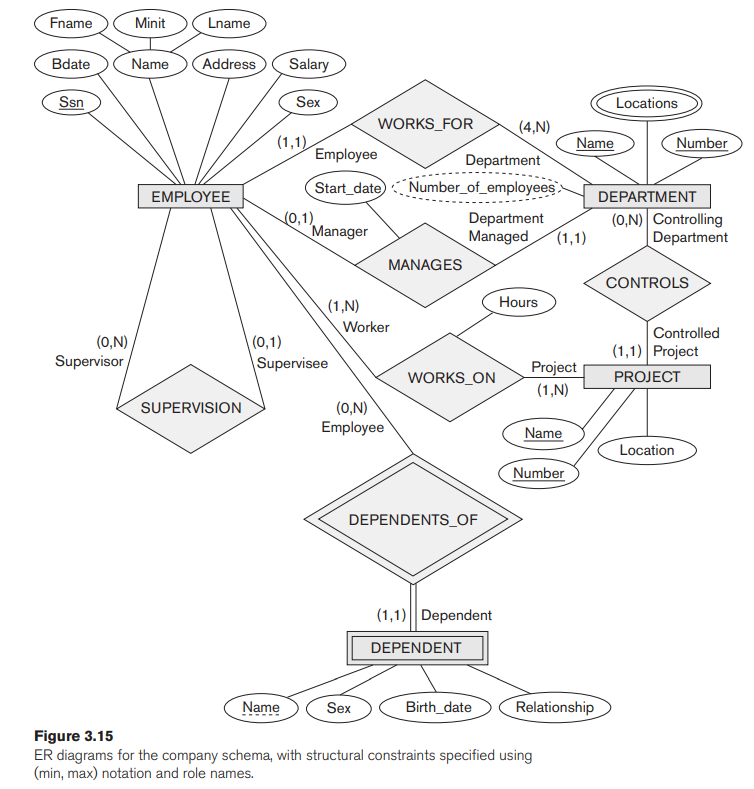 Fname
Minit
Lname
Bdate
Name
Address
Salary
Ssn
Sex
WORKS_FOR
(4,N)
Locations
Name
Number
(1,1)
Employee
Department
Start_date
Number_of_employees
EMPLOYEE
DEPARTMENT
(0,1)
Manager
MANAGES
Department
Managed
(1,1)
(0,N)
Controlling
Department
CONTROLS
(1,N)
Worker
Hours
(0,N)
Supervisor
(0,1)
Supervisee
Controlled
(1,1)
Project
SUPERVISION
WORKS_ON
Project
(1,N)
PROJECT
(0,N)
Employee
Name
Number
Location
DEPENDENTS_OF
(1,1)
Dependent
DEPENDENT
Name
Sex
Birth_date
Relationship
Figure 3.15
ER diagrams for the company schema, with structural constraints specified using
(min, max) notation and role names.